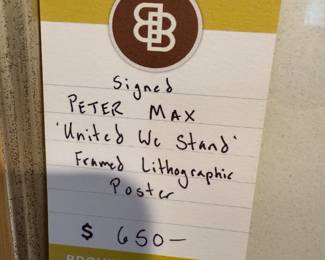 Signed
PETER MAX
'United We Stand'
Framed Lithographic
Poster
$ 650—